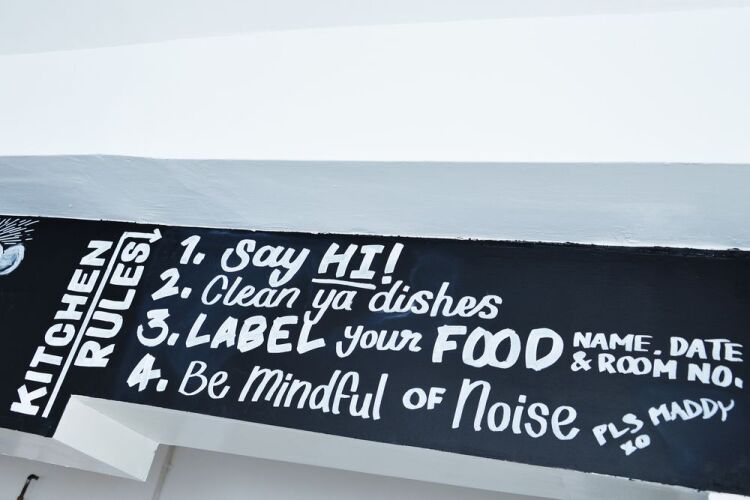 KITCHEN
RULES
1. Say HI!
2. Clean ya dishes
3. LABEL your FOOD NAME. DATE
& ROOM NO.
4. Be Mindful OF Noise PLS MADDY
XO